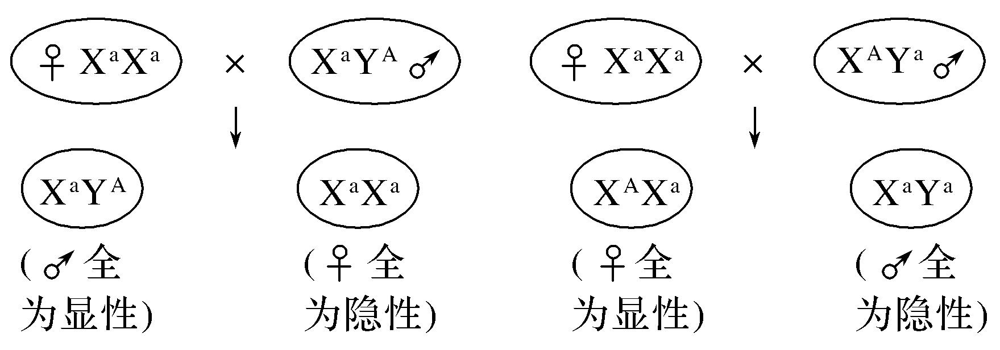 ♀ XᵃXᵃ × XᵃYᴬ ♂ ♀ XᵃXᵃ × XᴬYᵃ ♂
↓ ↓
XᵃYᴬ XᵃXᵃ XᴬXᵃ XᵃYᵃ
(♂全 (♀全 (♀全 (♂全
为显性) 为隐性) 为显性) 为隐性)